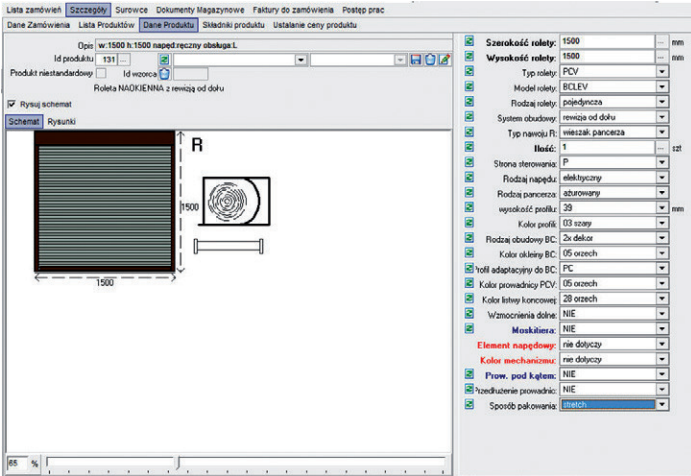 Lista zamówień Szczegóły Surowce Dokumenty Magazynowe Faktury do zamówienia Postęp prac
Dane Zamówienia Lista Produktów Dane Produktu Składniki produktu Ustalanie ceny produktu
Opis w:1500 h:1500 napęd:ręczny obsługa:L
Id produktu 131 ...
Produkt niestandardowy Id wzorca
Roleta NAOKIENNA z rewizją od dołu
Rysuj schemat
Schemat Rysunki
R
1500
1500
65 %
Szerokość rolety: 1500 ... mm
Wysokość rolety: 1500 ... mm
Typ rolety: PCV
Model rolety: BCLEV
Rodzaj rolety: pojedyncza
System obudowy: rewizja od dołu
Typ nawoju R: wieszak pancerza
Ilość: 1 ... szt
Strona sterowania: P
Rodzaj napędu: elektryczny
Rodzaj pancerza: ażurowany
wysokość profilu: 39 mm
Kolor profili: 03 szary
Rodzaj obudowy BC: 2x dekor
Kolor okleiny BC: 05 orzech
Profil adaptacyjny do BC: PC
Kolor prowadnicy PCV: 05 orzech
Kolor listwy koncowej: 28 orzech
Wzmocnienia dolne: NIE
Moskitiera: NIE
Element napędowy: nie dotyczy
Kolor mechanizmu: nie dotyczy
Prow. pod kątem: NIE
Przedłużenie prowadnic: NIE
Sposób pakowania: stretch